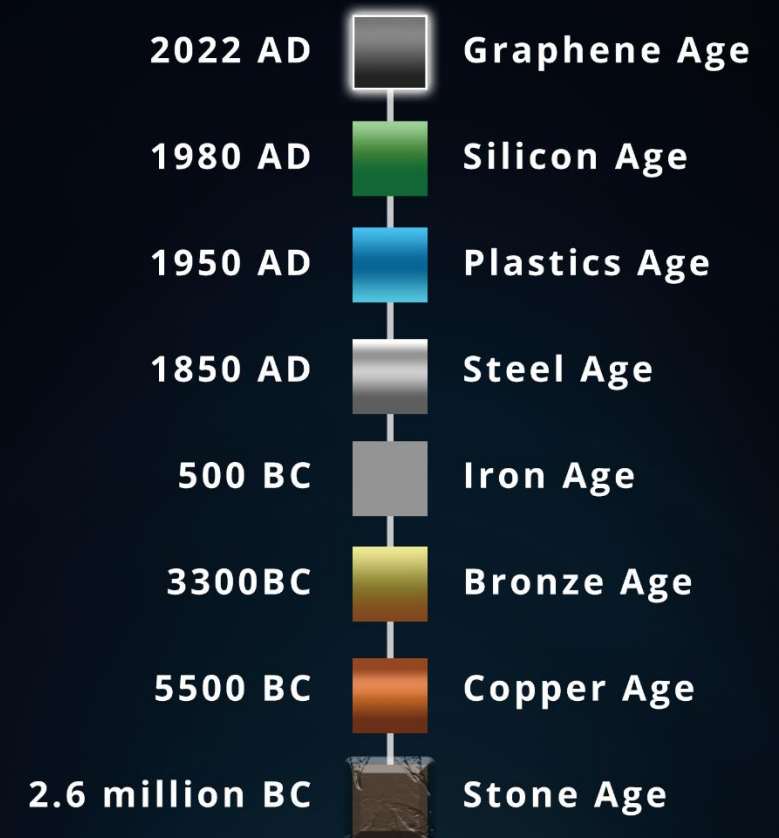 2022 AD Graphene Age
1980 AD Silicon Age
1950 AD Plastics Age
1850 AD Steel Age
500 BC Iron Age
3300BC Bronze Age
5500 BC Copper Age
2.6 million BC Stone Age